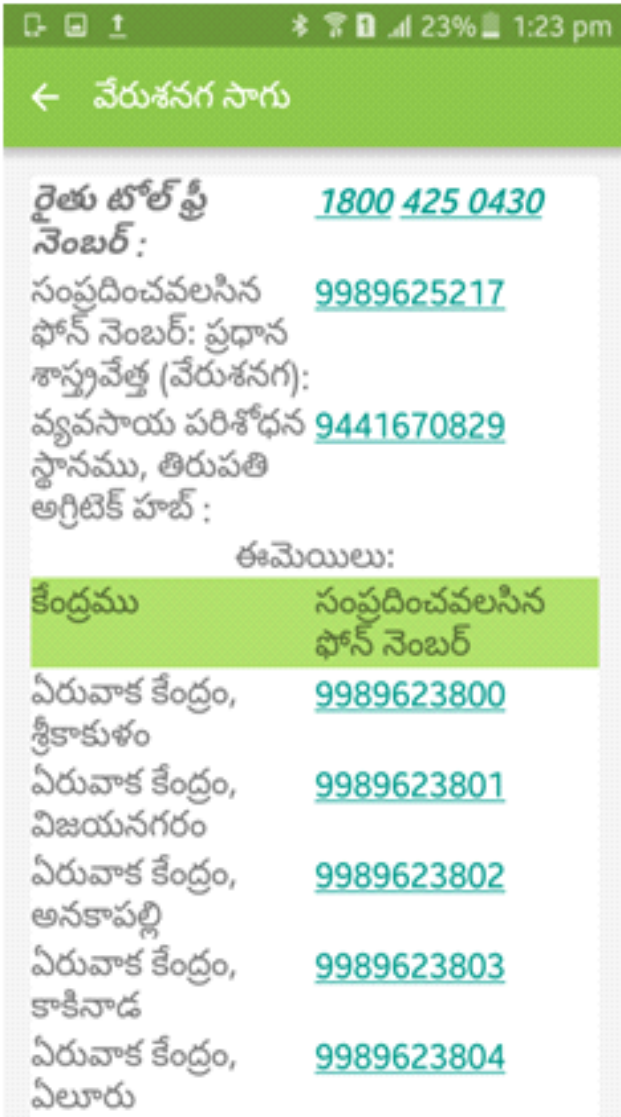 23% 1:23 pm
వేరుశనగ సాగు
రైతు టోల్ ఫ్రీ 1800 425 0430
నెంబర్ :
సంప్రదించవలసిన 9989625217
ఫోన్ నెంబర్: ప్రధాన
శాస్త్రవేత్త (వేరుశనగ):
వ్యవసాయ పరిశోధన 9441670829
స్థానము, తిరుపతి
అగ్రిటెక్ హబ్ :
ఈమెయిలు:
కేంద్రము సంప్రదించవలసిన
ఫోన్ నెంబర్
ఏరువాక కేంద్రం, 9989623800
శ్రీకాకుళం
ఏరువాక కేంద్రం, 9989623801
విజయనగరం
ఏరువాక కేంద్రం, 9989623802
అనకాపల్లి
ఏరువాక కేంద్రం, 9989623803
కాకినాడ
ఏరువాక కేంద్రం, 9989623804
ఏలూరు